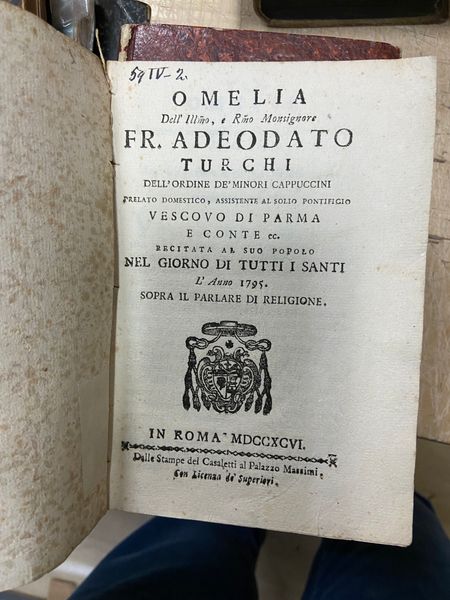 59 IV-2.
OMELIA
Dell' Illm̃o, e Rm̃o Monsignore
FR. ADEODATO
TURCHI
DELL'ORDINE DE' MINORI CAPPUCCINI
PRELATO DOMESTICO, ASSISTENTE AL SOLIO PONTIFICIO
VESCOVO DI PARMA
E CONTE ec.
RECITATA AL SUO POPOLO
NEL GIORNO DI TUTTI I SANTI
L' Anno 1795.
SOPRA IL PARLARE DI RELIGIONE.
IN ROMA MDCCXCVI.
Dalle Stampe del Casaletti al Palazzo Massimi.
Con Licenza de' Superiori.